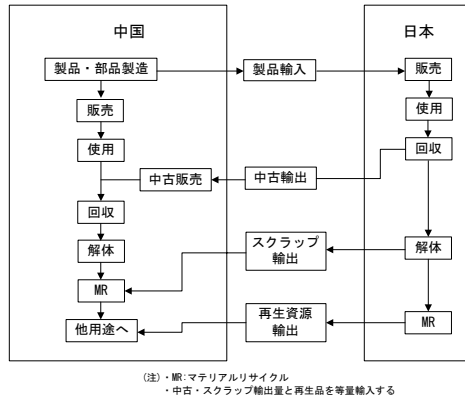 中国
日本
製品・部品製造
製品輸入
販売
販売
使用
使用
回収
中古販売
中古輸出
回収
解体
スクラップ
輸出
解体
MR
再生資源
輸出
他用途へ
MR
(注)・MR:マテリアルリサイクル
・中古・スクラップ輸出量と再生品を等量輸入する